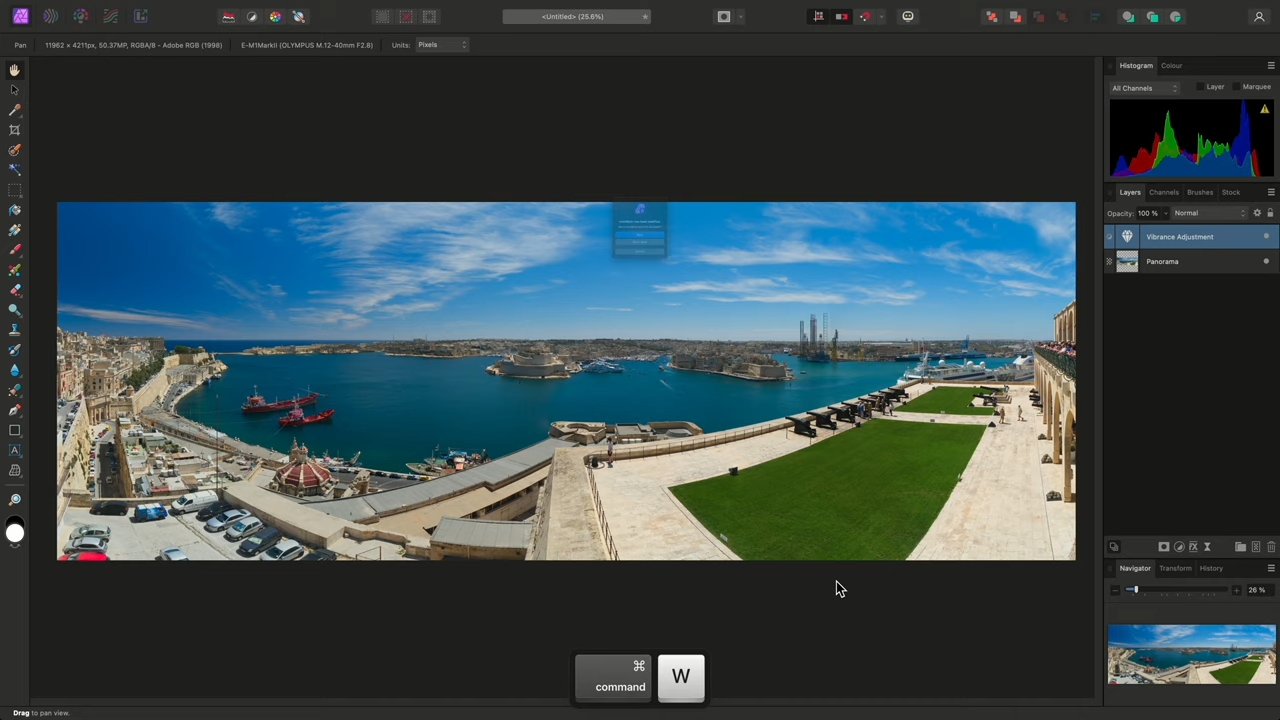 <Untitled> (25.6%)
Pan
11962 × 4211px, 50.37MP, RGBA/8 - Adobe RGB (1998)
E-M1MarkII (OLYMPUS M.12-40mm F2.8)
Units:
Pixels
Histogram
Colour
All Channels
Layer
Marquee
Layers
Channels
Brushes
Stock
Opacity:
100 %
Normal
Vibrance Adjustment
Panorama
Navigator
Transform
History
26 %
⌘
command
W
Drag to pan view.